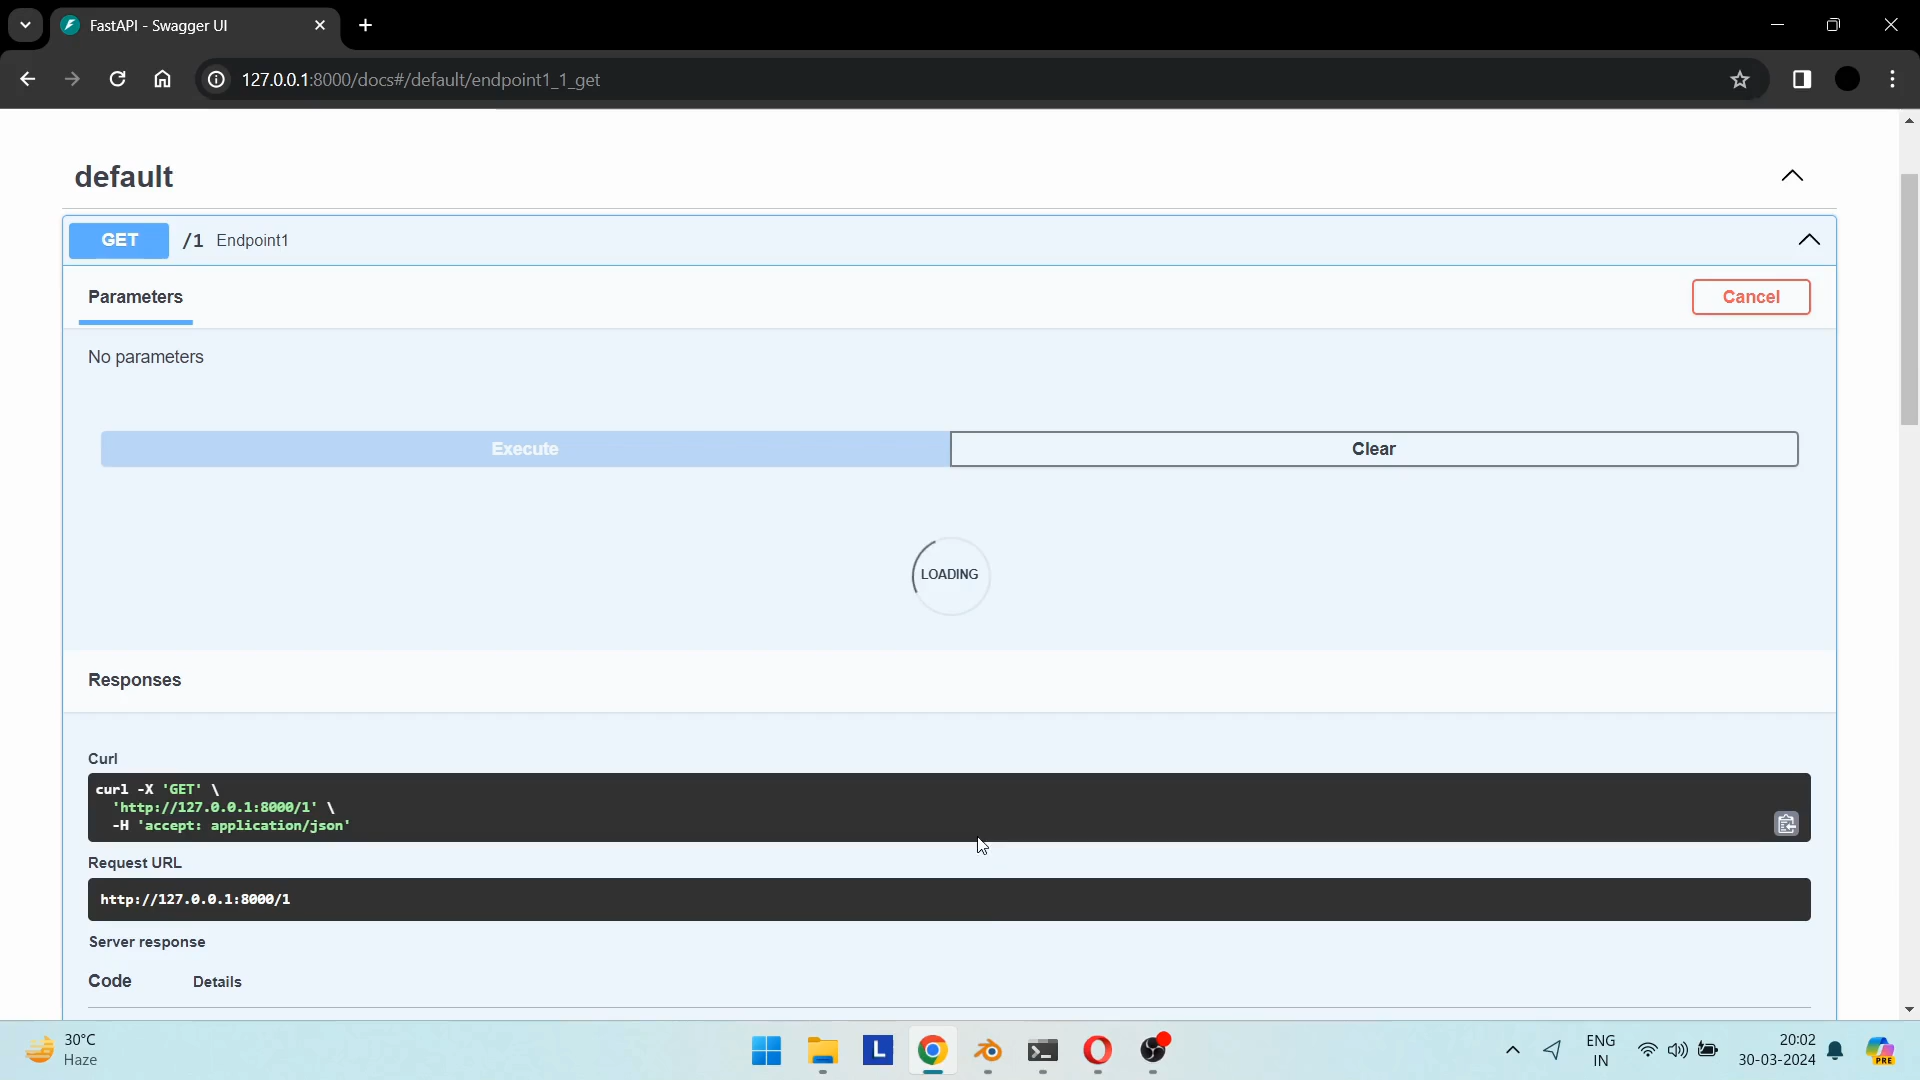 FastAPI - Swagger UI
127.0.0.1:8000/docs#/default/endpoint1_1_get
default
GET /1 Endpoint1
Parameters
Cancel
No parameters
Execute
Clear
LOADING
Responses
Curl
curl -X 'GET' \
'http://127.0.0.1:8000/1' \
-H 'accept: application/json'
Request URL
http://127.0.0.1:8000/1
Server response
Code Details
30°C
Haze
L
ENG
IN
20:02
30-03-2024
PRE